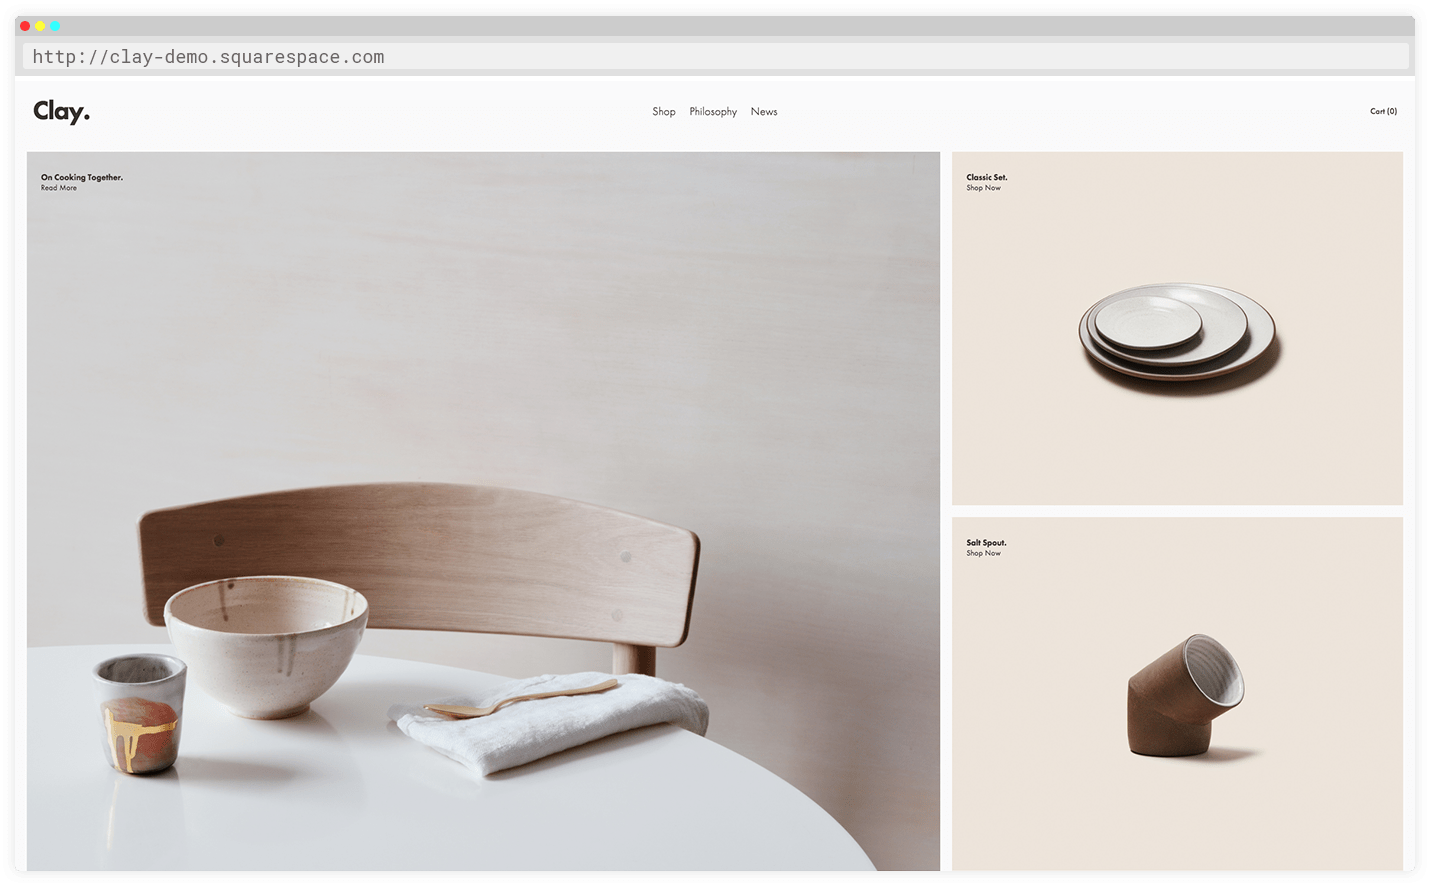 http://clay-demo.squarespace.com
Clay.
Shop Philosophy News
Cart (0)
On Cooking Together.
Read More
Classic Set.
Shop Now
Salt Spout.
Shop Now